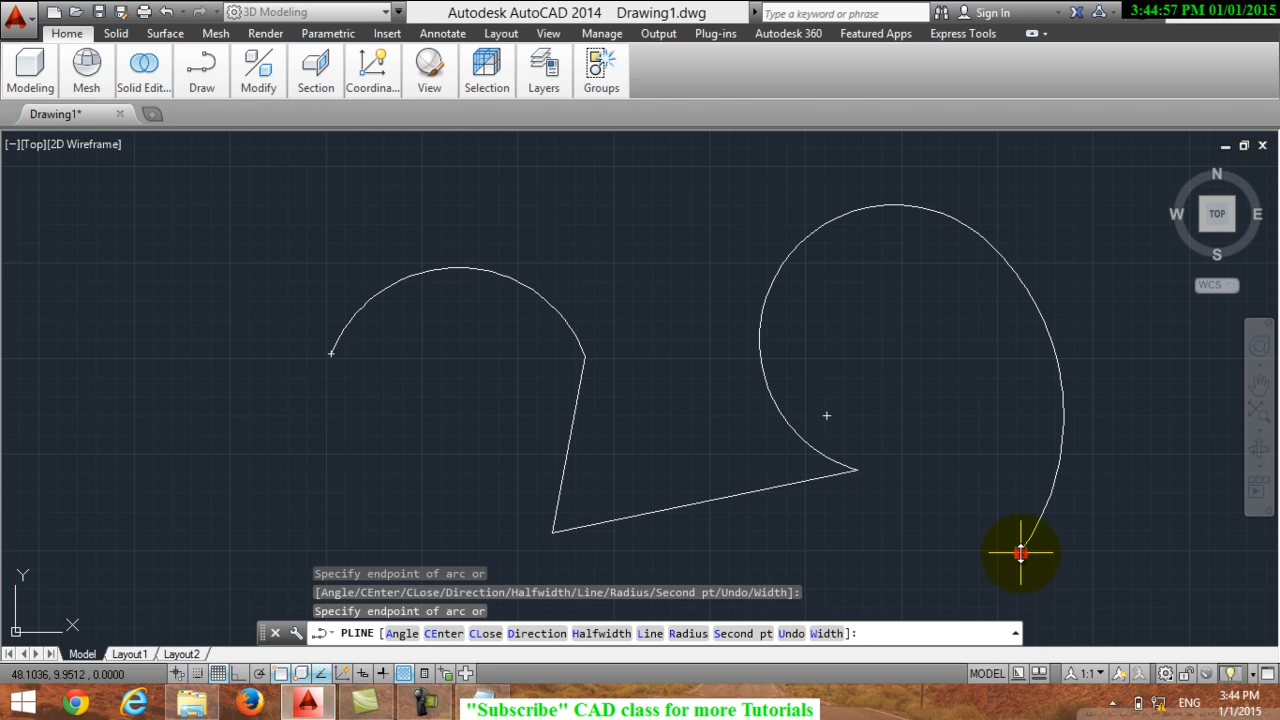 3D Modeling
Autodesk AutoCAD 2014 Drawing1.dwg
Type a keyword or phrase
Sign In
3:44:57 PM 01/01/2015
Home Solid Surface Mesh Render Parametric Insert Annotate Layout View Manage Output Plug-ins Autodesk 360 Featured Apps Express Tools
Modeling Mesh Solid Edit... Draw Modify Section Coordina... View Selection Layers Groups
Drawing1*
[−][Top][2D Wireframe]
N
W TOP E
S
WCS
Y
X
Specify endpoint of arc or
[Angle/CEnter/CLose/Direction/Halfwidth/Line/Radius/Second pt/Undo/Width]:
Specify endpoint of arc or
PLINE [Angle CEnter CLose Direction Halfwidth Line Radius Second pt Undo Width]:
Model Layout1 Layout2
48.1036, 9.9512 , 0.0000
MODEL
1:1
"Subscribe" CAD class for more Tutorials
ENG
3:44 PM
1/1/2015